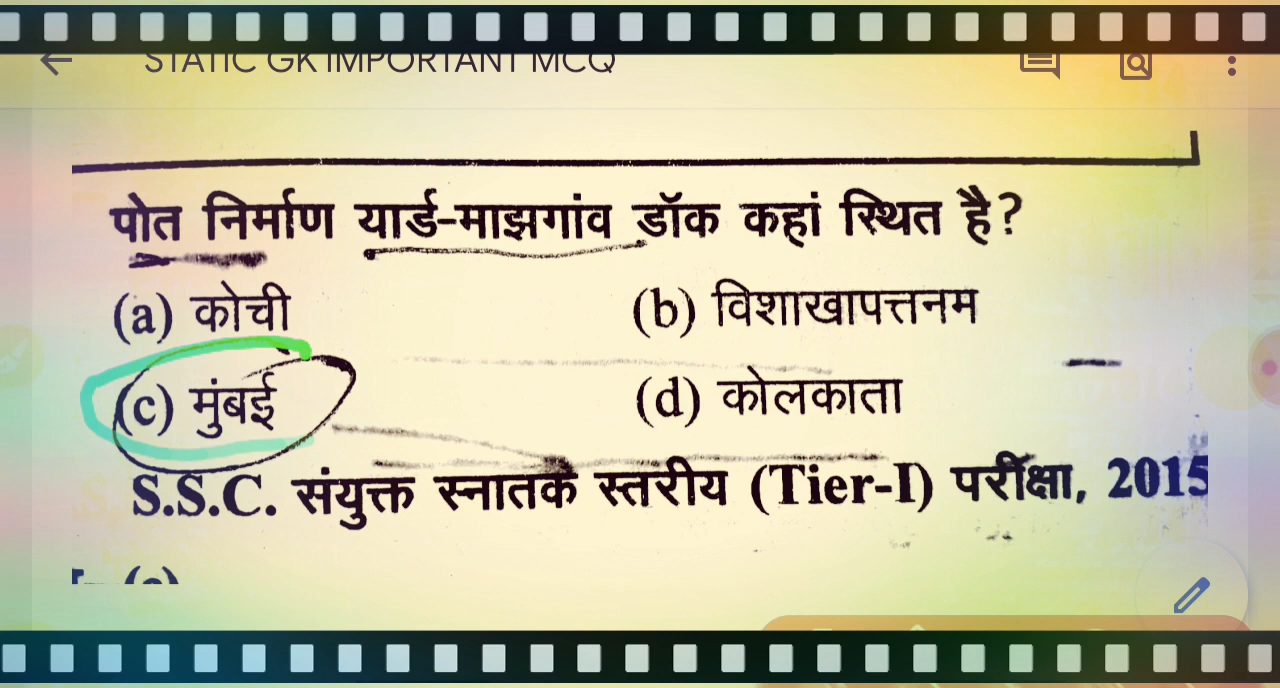 STATIC GK IMPORTANT MCQ
पोत निर्माण यार्ड-माझगांव डॉक कहां स्थित है?
(a) कोची (b) विशाखापत्तनम
(c) मुंबई (d) कोलकाता
S.S.C. संयुक्त स्नातक स्तरीय (Tier-I) परीक्षा, 2015